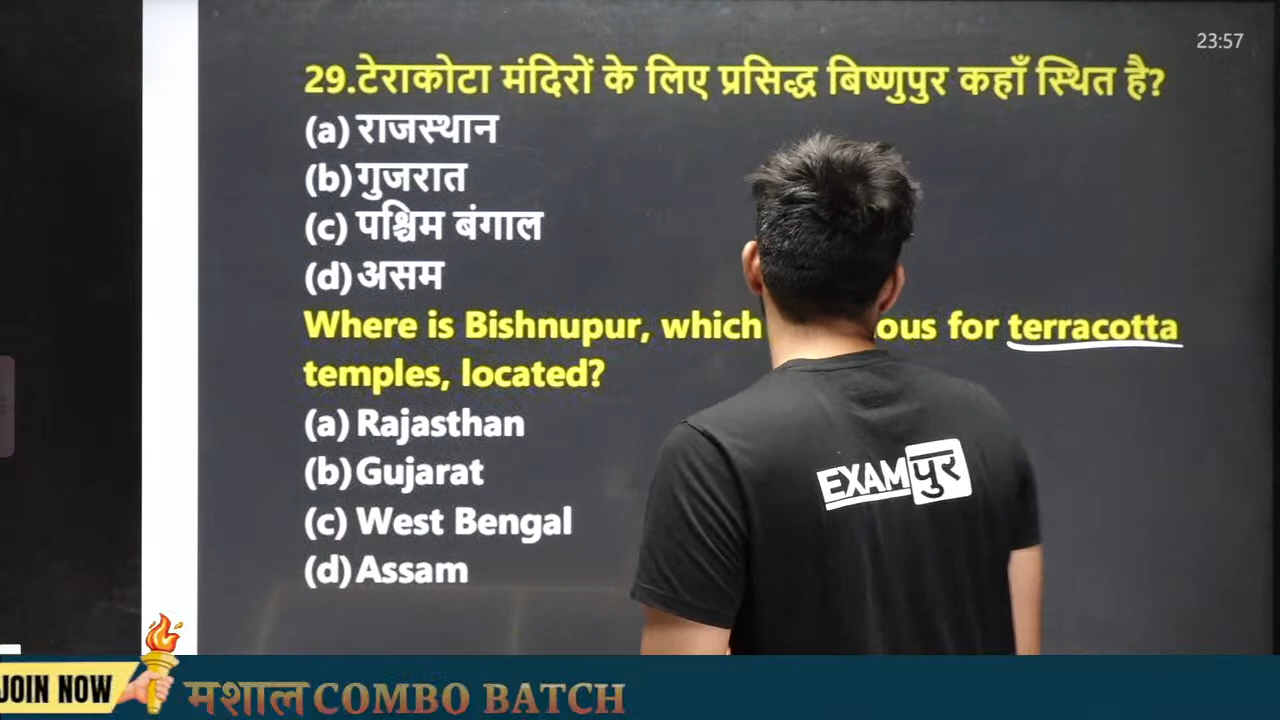 23:57
29.टेराकोटा मंदिरों के लिए प्रसिद्ध बिष्णुपुर कहाँ स्थित है?
(a) राजस्थान
(b) गुजरात
(c) पश्चिम बंगाल
(d) असम
Where is Bishnupur, which ous for terracotta
temples, located?
(a) Rajasthan
(b) Gujarat
(c) West Bengal
(d) Assam
EXAMपुर
JOIN NOW मशाल COMBO BATCH